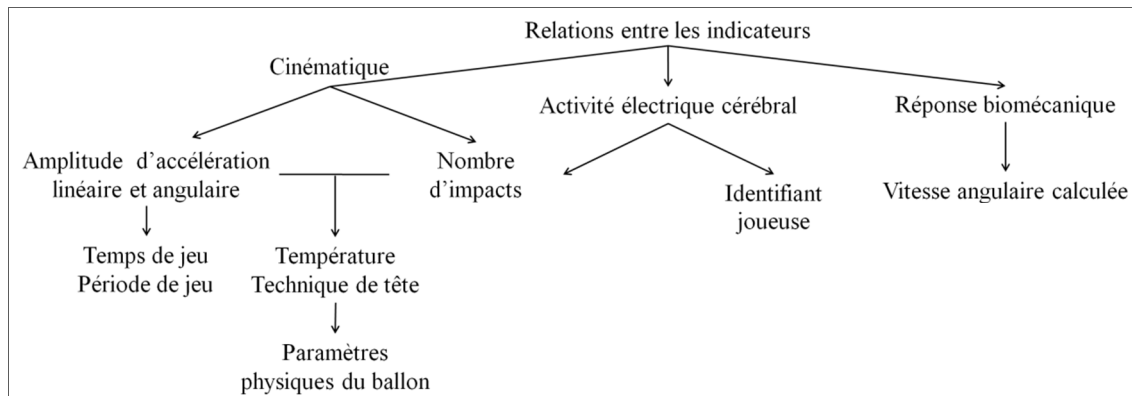 Relations entre les indicateurs
Cinématique
Activité électrique cérébral
Réponse biomécanique
Amplitude d'accélération
linéaire et angulaire
Nombre
d'impacts
Identifiant
joueuse
Vitesse angulaire calculée
Temps de jeu
Période de jeu
Température
Technique de tête
Paramètres
physiques du ballon